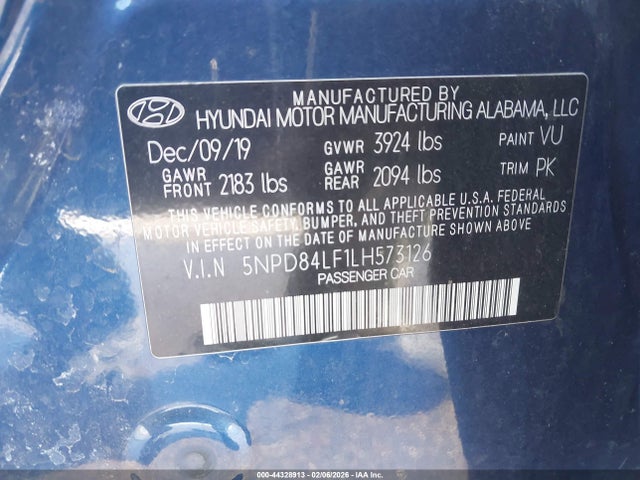 MANUFACTURED BY
HYUNDAI MOTOR MANUFACTURING ALABAMA, LLC
Dec/09/19 GVWR 3924 lbs PAINT VU
GAWR FRONT 2183 lbs GAWR REAR 2094 lbs TRIM PK
THIS VEHICLE CONFORMS TO ALL APPLICABLE U.S.A. FEDERAL
MOTOR VEHICLE SAFETY, BUMPER, AND THEFT PREVENTION STANDARDS
IN EFFECT ON THE DATE OF MANUFACTURE SHOWN ABOVE.
V.I.N 5NPD84LF1LH573126
PASSENGER CAR
000-44328913 - 02/06/2026 - IAAI.COM